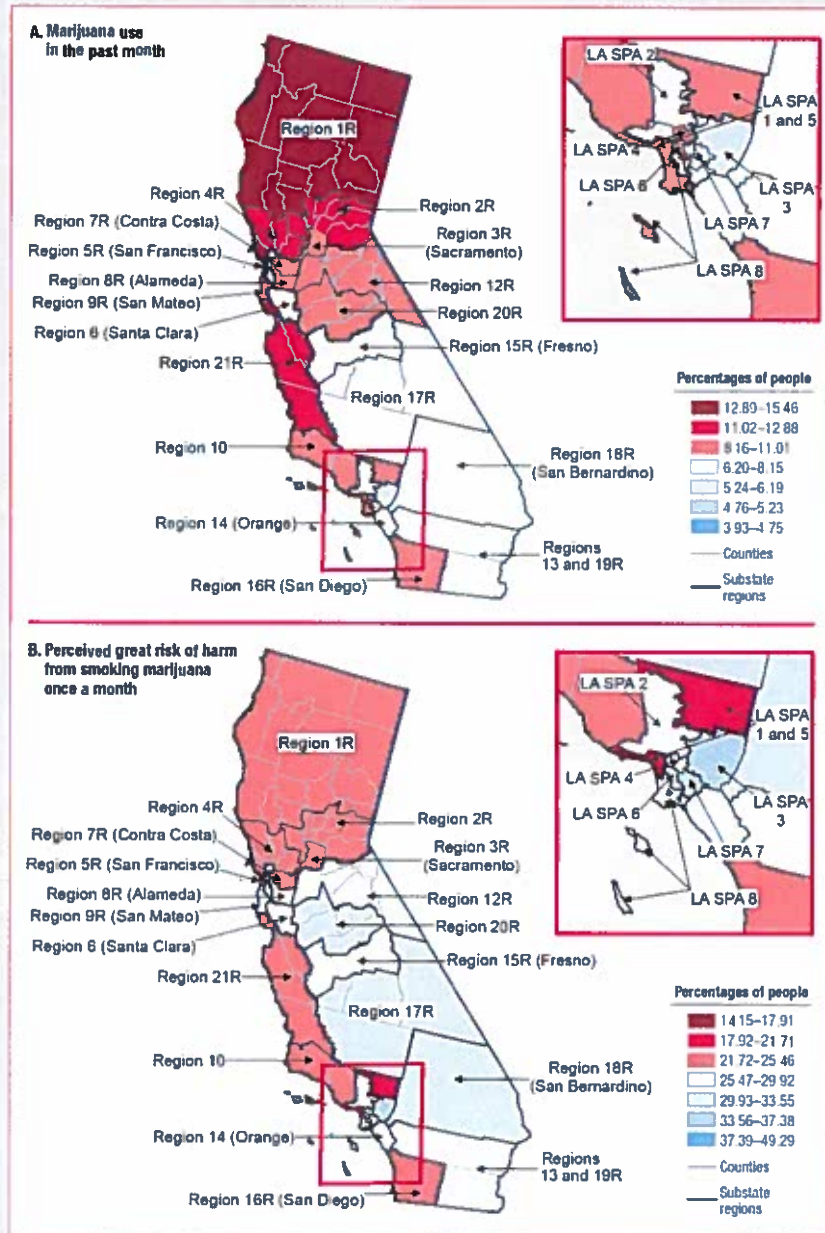 A. Marijuana use
in the past month
Region 1R
Region 4R
Region 7R (Contra Costa)
Region 5R (San Francisco)
Region 8R (Alameda)
Region 9R (San Mateo)
Region 6 (Santa Clara)
Region 21R
Region 10
Region 14 (Orange)
Region 16R (San Diego)
Region 2R
Region 3R
(Sacramento)
Region 12R
Region 20R
Region 15R (Fresno)
Region 17R
Region 18R
(San Bernardino)
Regions
13 and 19R
LA SPA 2
LA SPA
1 and 5
LA SPA 4
LA SPA 6
LA SPA
3
LA SPA 7
LA SPA 8
Percentages of people
12.89–15.46
11.02–12.88
8.16–11.01
6.20–8.15
5.24–6.19
4.76–5.23
3.93–4.75
Counties
Substate
regions
B. Perceived great risk of harm
from smoking marijuana
once a month
Region 1R
Region 4R
Region 7R (Contra Costa)
Region 5R (San Francisco)
Region 8R (Alameda)
Region 9R (San Mateo)
Region 6 (Santa Clara)
Region 21R
Region 10
Region 14 (Orange)
Region 16R (San Diego)
Region 2R
Region 3R
(Sacramento)
Region 12R
Region 20R
Region 15R (Fresno)
Region 17R
Region 18R
(San Bernardino)
Regions
13 and 19R
LA SPA 2
LA SPA
1 and 5
LA SPA 4
LA SPA 6
LA SPA
3
LA SPA 7
LA SPA 8
Percentages of people
14.15–17.91
17.92–21.71
21.72–25.46
25.47–29.92
29.93–33.55
33.56–37.38
37.39–49.29
Counties
Substate
regions